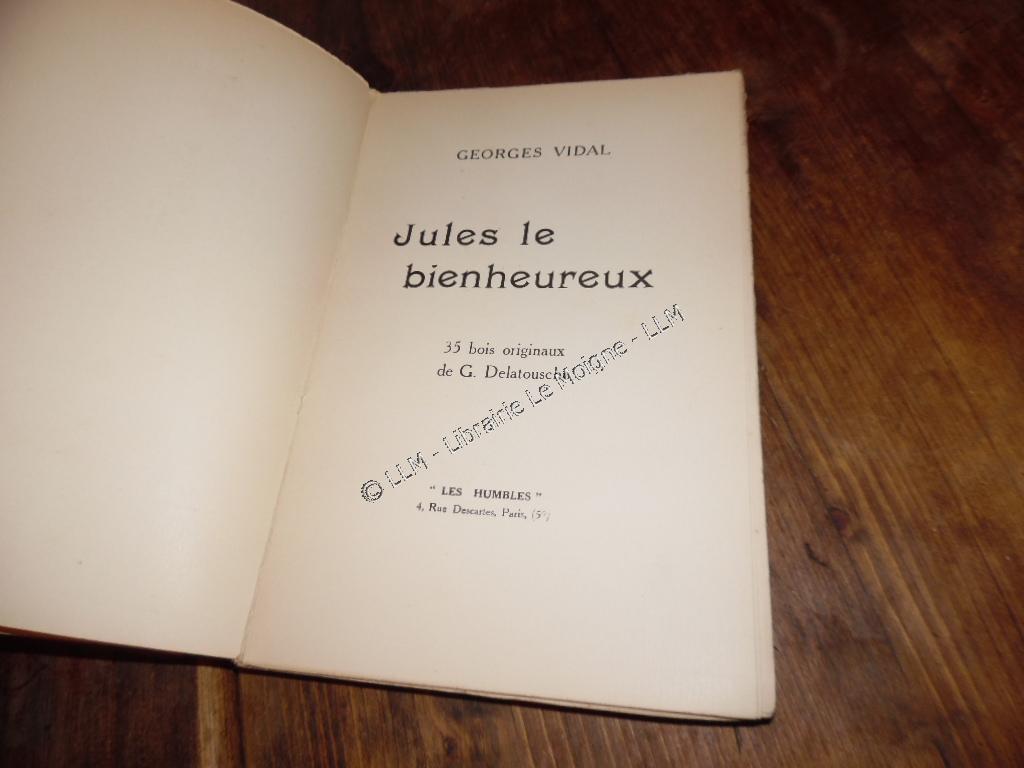 GEORGES VIDAL
Jules le
bienheureux
35 bois originaux
de G. Delatousche
© LLM - Librairie Le Moigne - LLM
" LES HUMBLES "
4, Rue Descartes, Paris, (5e)